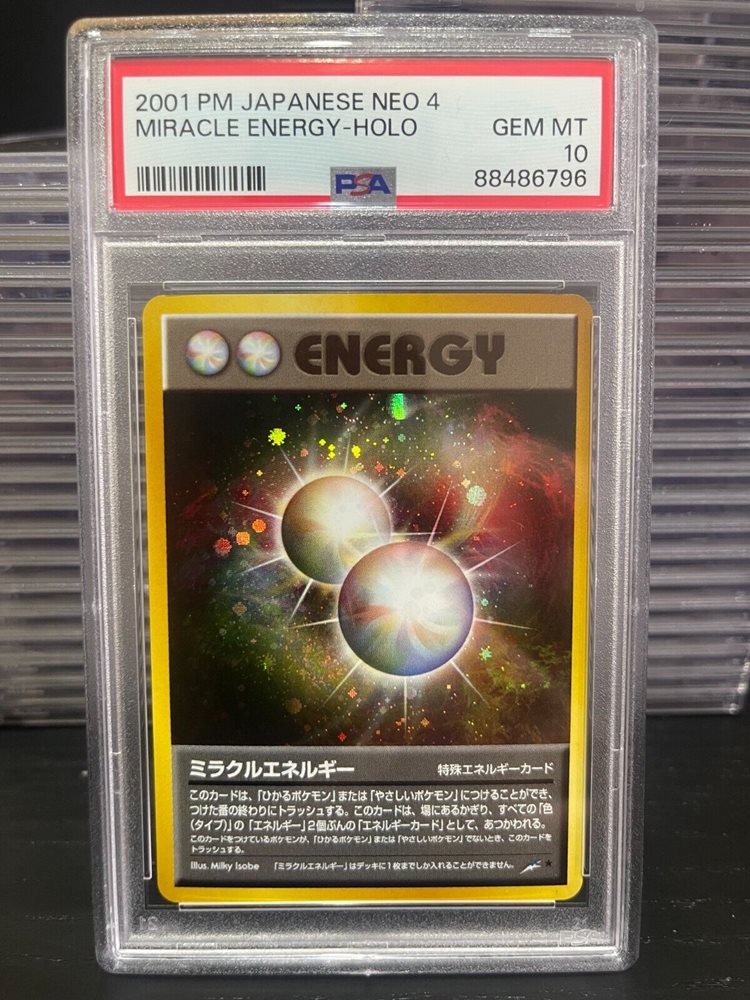 2001 PM JAPANESE NEO 4
MIRACLE ENERGY-HOLO GEM MT
10
PSA 88486796
ENERGY
ミラクルエネルギー 特殊エネルギーカード
このカードは、「ひかるポケモン」または「やさしいポケモン」につけることができ、
つけた番の終わりにトラッシュする。このカードは、場にあるかぎり、すべての「色
(タイプ)」の「エネルギー」2個ぶんの「エネルギーカード」として、あつかわれる。
このカードをつけているポケモンが、「ひかるポケモン」または「やさしいポケモン」でないとき、このカードを
トラッシュする。
Illus. Milky Isobe 「ミラクルエネルギー」はデッキに1枚までしか入れることができません。